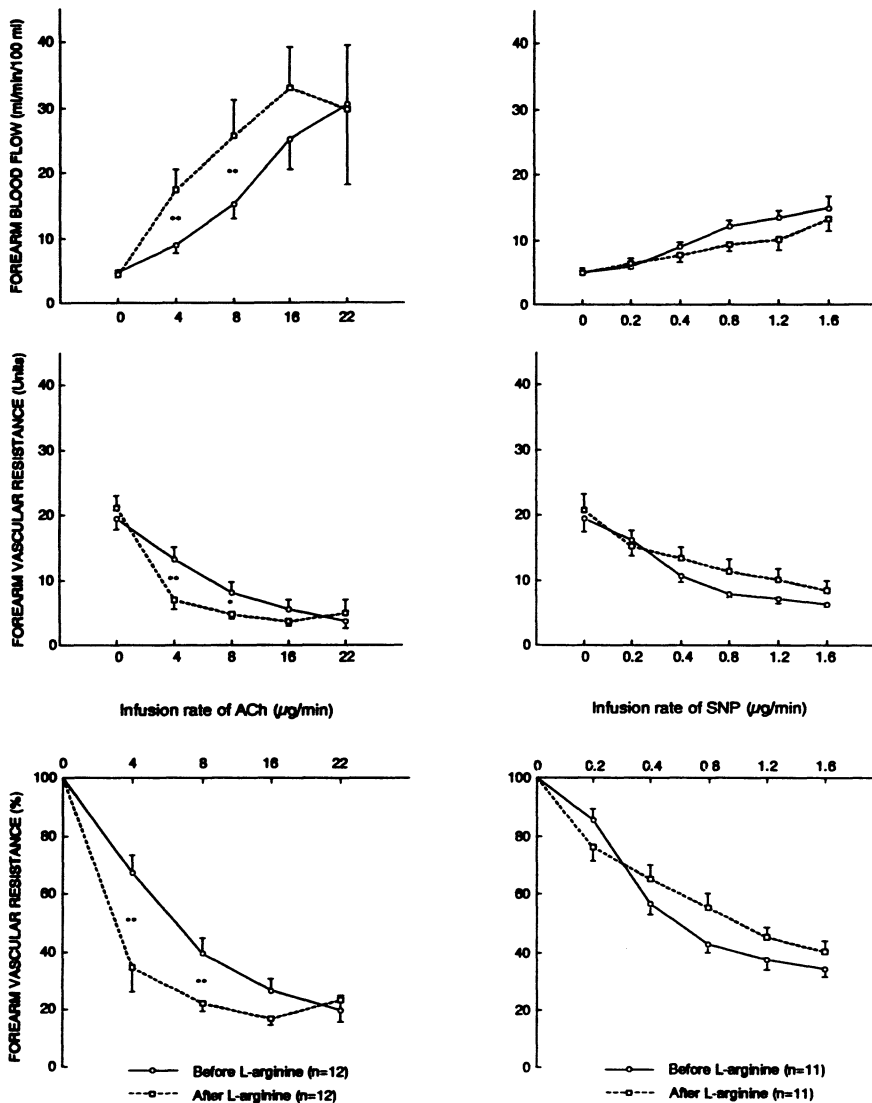 FOREARM BLOOD FLOW (ml/min/100 ml)
40
30
20
10
0
0 4 8 16 22
**
**
40
30
20
10
0
0 0.2 0.4 0.8 1.2 1.6
FOREARM VASCULAR RESISTANCE (Units)
40
30
20
10
0
0 4 8 16 22
**
*
Infusion rate of ACh (µg/min)
40
30
20
10
0
0 0.2 0.4 0.8 1.2 1.6
Infusion rate of SNP (µg/min)
FOREARM VASCULAR RESISTANCE (%)
0 4 8 16 22
100
80
60
40
20
0
**
**
Before L-arginine (n=12)
After L-arginine (n=12)
0 0.2 0.4 0.8 1.2 1.6
100
80
60
40
20
0
Before L-arginine (n=11)
After L-arginine (n=11)